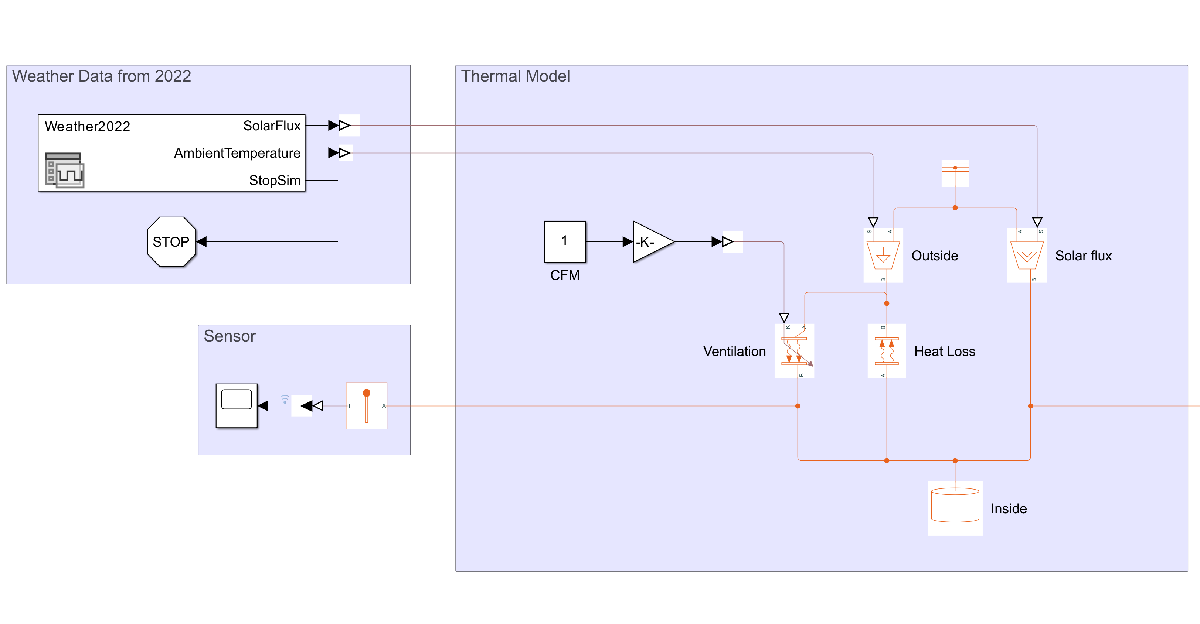 Weather Data from 2022
Weather2022
SolarFlux
AmbientTemperature
StopSim
STOP
Sensor
Thermal Model
1
CFM
-K-
Outside
Solar flux
Ventilation
Heat Loss
Inside